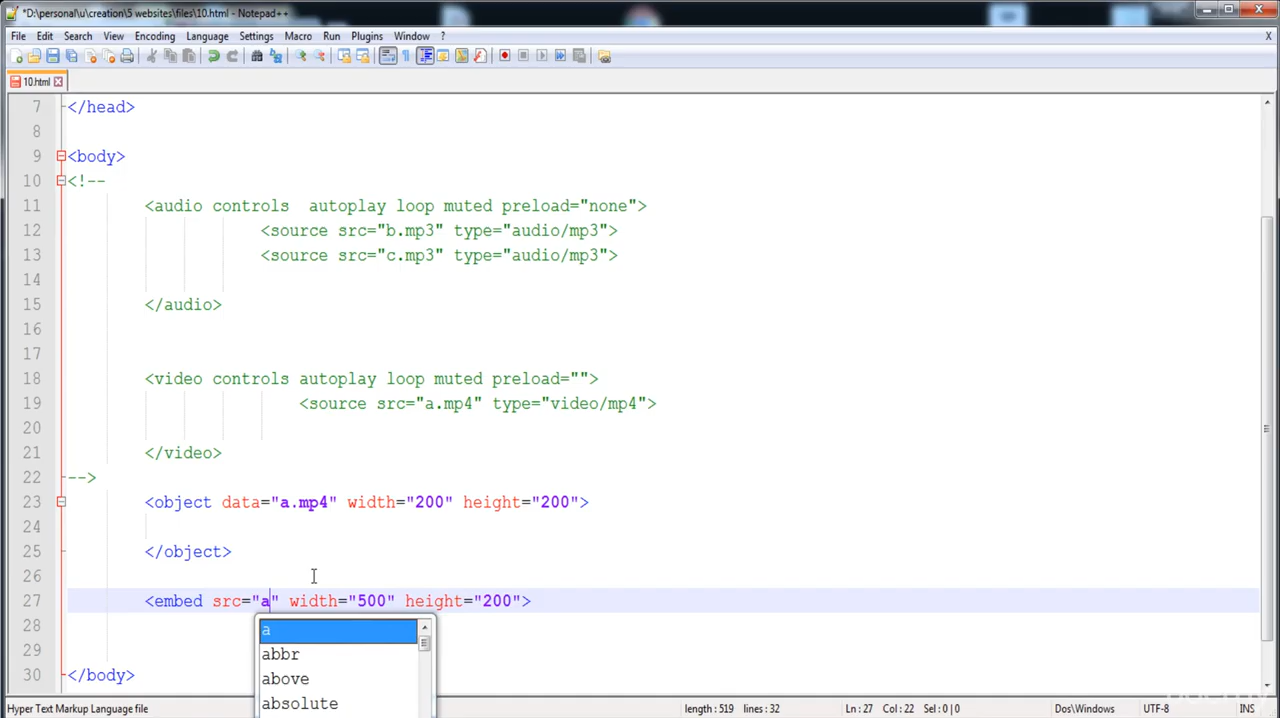 *D:\personal\u\creation\5 websites\files\10.html - Notepad++
File Edit Search View Encoding Language Settings Macro Run Plugins Window ? X
10.html
7 </head>
8
9 <body>
10 <!--
11 <audio controls  autoplay loop muted preload="none">
12 <source src="b.mp3" type="audio/mp3">
13 <source src="c.mp3" type="audio/mp3">
14
15 </audio>
16
17
18 <video controls autoplay loop muted preload="">
19 <source src="a.mp4" type="video/mp4">
20
21 </video>
22 -->
23 <object data="a.mp4" width="200" height="200">
24
25 </object>
26
27 <embed src="a" width="500" height="200">
28
a
29
abbr
above
30 </body>
absolute
Hyper Text Markup Language file length : 519 lines : 32 Ln : 27 Col : 22 Sel : 0 | 0 Dos\Windows UTF-8 INS